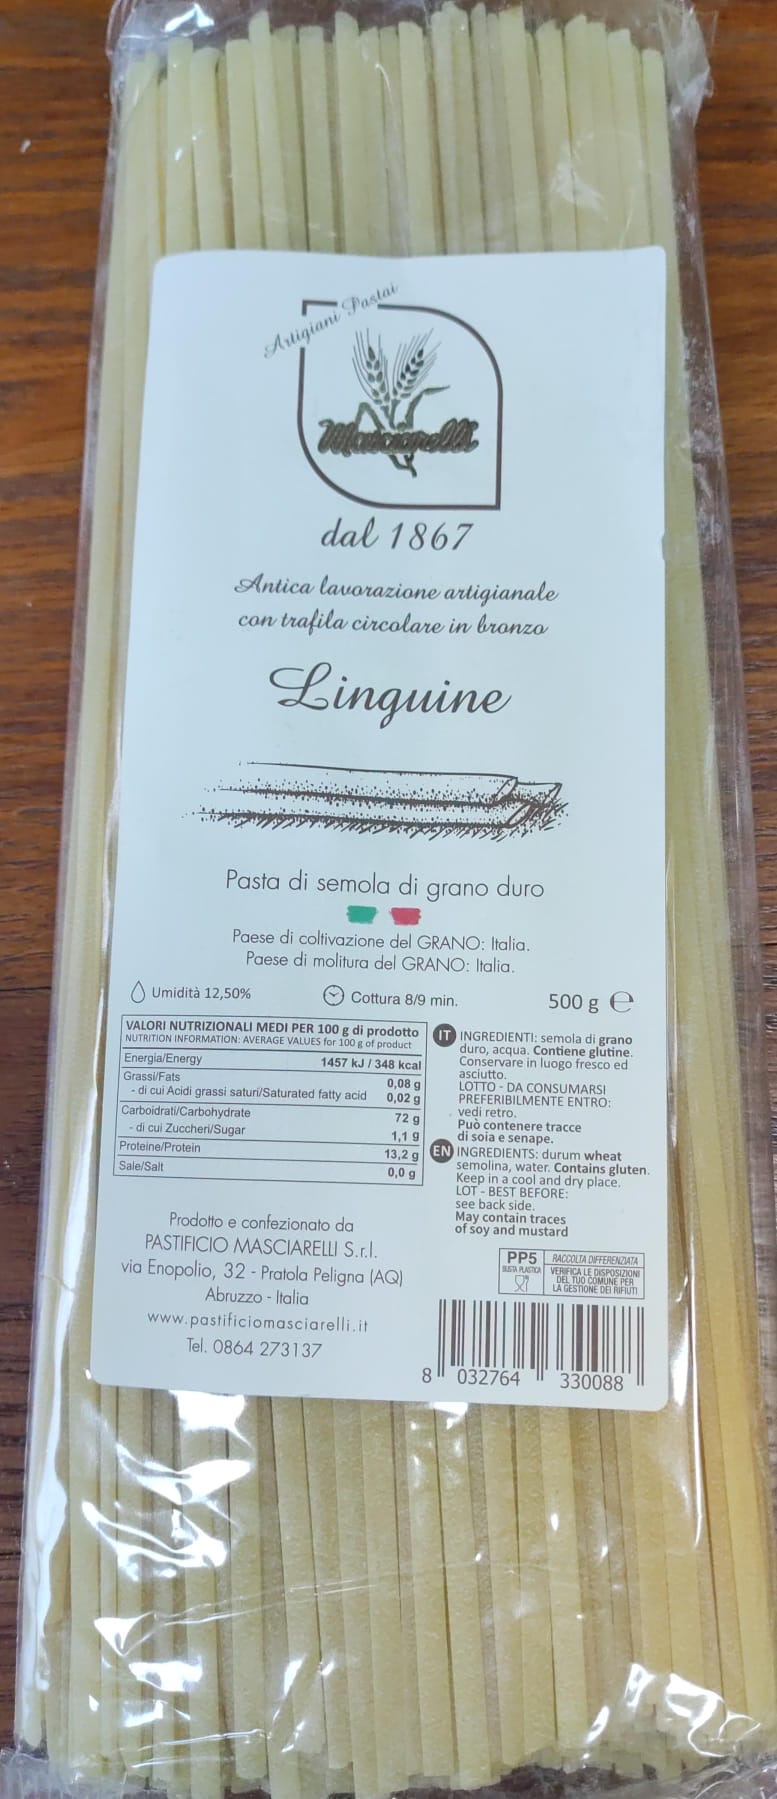 Artigiani Pastai
Masciarelli
dal 1867
Antica lavorazione artigianale
con trafila circolare in bronzo
Linguine
Pasta di semola di grano duro
Paese di coltivazione del GRANO: Italia.
Paese di molitura del GRANO: Italia.
Umidità 12,50%
Cottura 8/9 min.
500 g e
VALORI NUTRIZIONALI MEDI PER 100 g di prodotto
NUTRITION INFORMATION: AVERAGE VALUES for 100 g of product
Energia/Energy 1457 kJ / 348 kcal
Grassi/Fats 0,08 g
- di cui Acidi grassi saturi/Saturated fatty acid 0,02 g
Carboidrati/Carbohydrate 72 g
- di cui Zuccheri/Sugar 1,1 g
Proteine/Protein 13,2 g
Sale/Salt 0,0 g
IT INGREDIENTI: semola di grano
duro, acqua. Contiene glutine.
Conservare in luogo fresco ed
asciutto.
LOTTO - DA CONSUMARSI
PREFERIBILMENTE ENTRO:
vedi retro.
Può contenere tracce
di soia e senape.
EN INGREDIENTS: durum wheat
semolina, water. Contains gluten.
Keep in a cool and dry place.
LOT - BEST BEFORE:
see back side.
May contain traces
of soy and mustard
Prodotto e confezionato da
PASTIFICIO MASCIARELLI S.r.l.
via Enopolio, 32 - Pratola Peligna (AQ)
Abruzzo - Italia
www.pastificiomasciarelli.it
Tel. 0864 273137
PP5
BUSTA PLASTICA
RACCOLTA DIFFERENZIATA
VERIFICA LE DISPOSIZIONI
DEL TUO COMUNE PER
LA GESTIONE DEI RIFIUTI
8 032764 330088